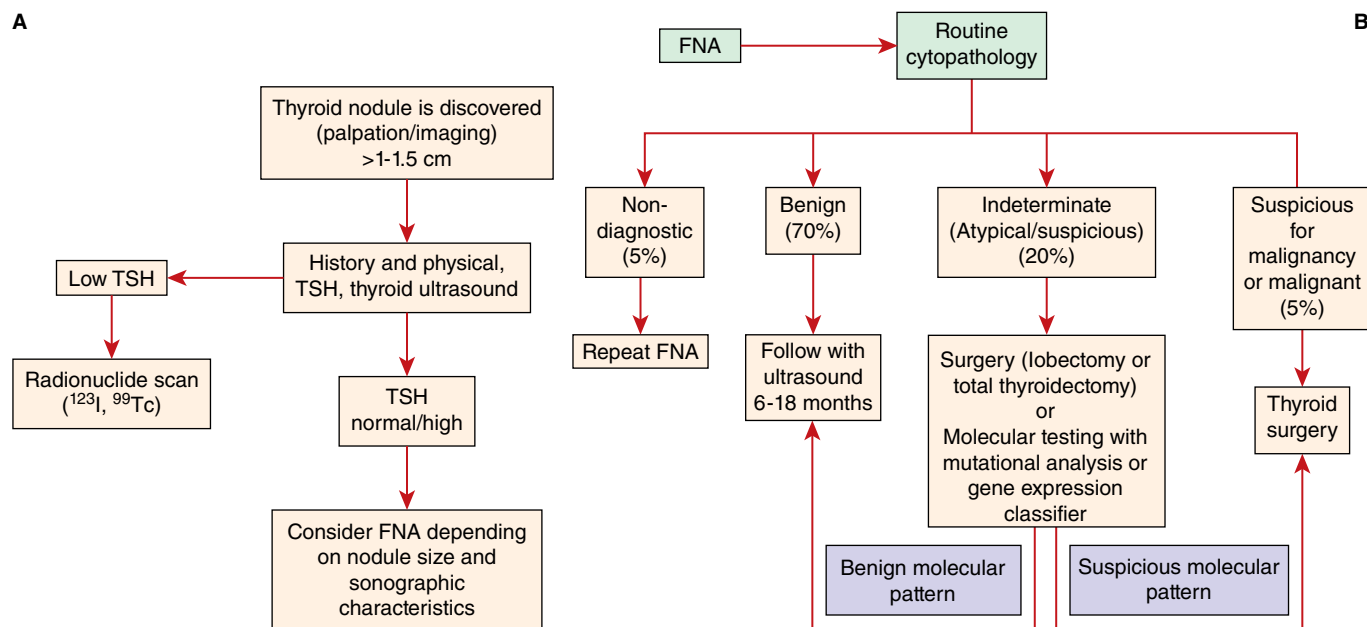 A
Thyroid nodule is discovered
(palpation/imaging)
>1-1.5 cm
History and physical,
TSH, thyroid ultrasound
Low TSH
Radionuclide scan
(¹²³I, ⁹⁹Tc)
TSH
normal/high
Consider FNA depending
on nodule size and
sonographic
characteristics
B
FNA
Routine
cytopathology
Non-
diagnostic
(5%)
Repeat FNA
Benign
(70%)
Follow with
ultrasound
6-18 months
Indeterminate
(Atypical/suspicious)
(20%)
Surgery (lobectomy or
total thyroidectomy)
or
Molecular testing with
mutational analysis or
gene expression
classifier
Suspicious
for
malignancy
or malignant
(5%)
Thyroid
surgery
Benign molecular
pattern
Suspicious molecular
pattern